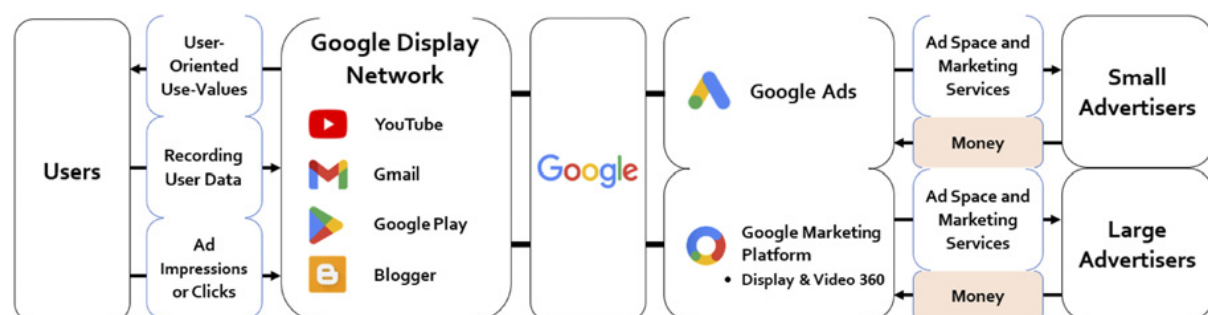 Users
User-
Oriented
Use-Values
Recording
User Data
Ad
Impressions
or Clicks
Google Display
Network
YouTube
Gmail
Google Play
Blogger
Google
Google Ads
Google Marketing
Platform
• Display & Video 360
Ad Space and
Marketing
Services
Money
Ad Space and
Marketing
Services
Money
Small
Advertisers
Large
Advertisers